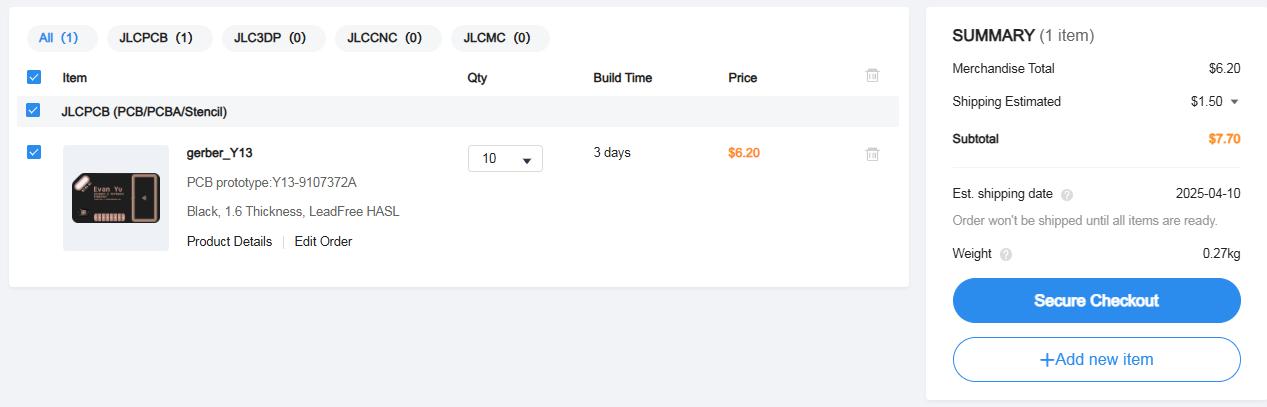 All (1) JLCPCB (1) JLC3DP (0) JLCCNC (0) JLCMC (0)
Item Qty Build Time Price
JLCPCB (PCB/PCBA/Stencil)
gerber_Y13 10 3 days $6.20
PCB prototype:Y13-9107372A
Black, 1.6 Thickness, LeadFree HASL
Product Details Edit Order
Evan Yu
SUMMARY (1 item)
Merchandise Total $6.20
Shipping Estimated $1.50
Subtotal $7.70
Est. shipping date ? 2025-04-10
Order won't be shipped until all items are ready.
Weight ? 0.27kg
Secure Checkout
+Add new item